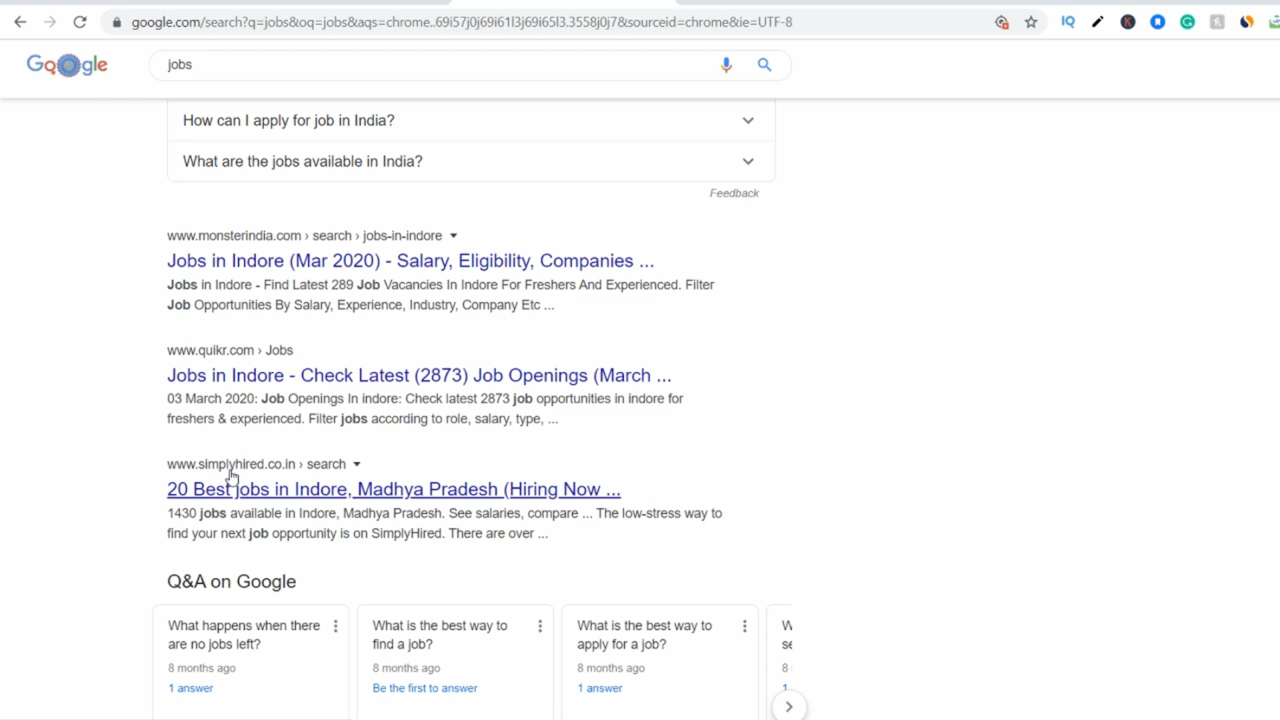 google.com/search?q=jobs&oq=jobs&aqs=chrome..69i57j0j69i61l3j69i65l3.3558j0j7&sourceid=chrome&ie=UTF-8
IQ
Google
jobs
How can I apply for job in India?
What are the jobs available in India?
Feedback
www.monsterindia.com › search › jobs-in-indore
Jobs in Indore (Mar 2020) - Salary, Eligibility, Companies ...
Jobs in Indore - Find Latest 289 Job Vacancies In Indore For Freshers And Experienced. Filter
Job Opportunities By Salary, Experience, Industry, Company Etc ...
www.quikr.com › Jobs
Jobs in Indore - Check Latest (2873) Job Openings (March ...
03 March 2020: Job Openings In indore: Check latest 2873 job opportunities in indore for
freshers & experienced. Filter jobs according to role, salary, type, ...
www.simplyhired.co.in › search
20 Best jobs in Indore, Madhya Pradesh (Hiring Now ...
1430 jobs available in Indore, Madhya Pradesh. See salaries, compare ... The low-stress way to
find your next job opportunity is on SimplyHired. There are over ...
Q&A on Google
What happens when there
are no jobs left?
8 months ago
1 answer
What is the best way to
find a job?
8 months ago
Be the first to answer
What is the best way to
apply for a job?
8 months ago
1 answer
8
1